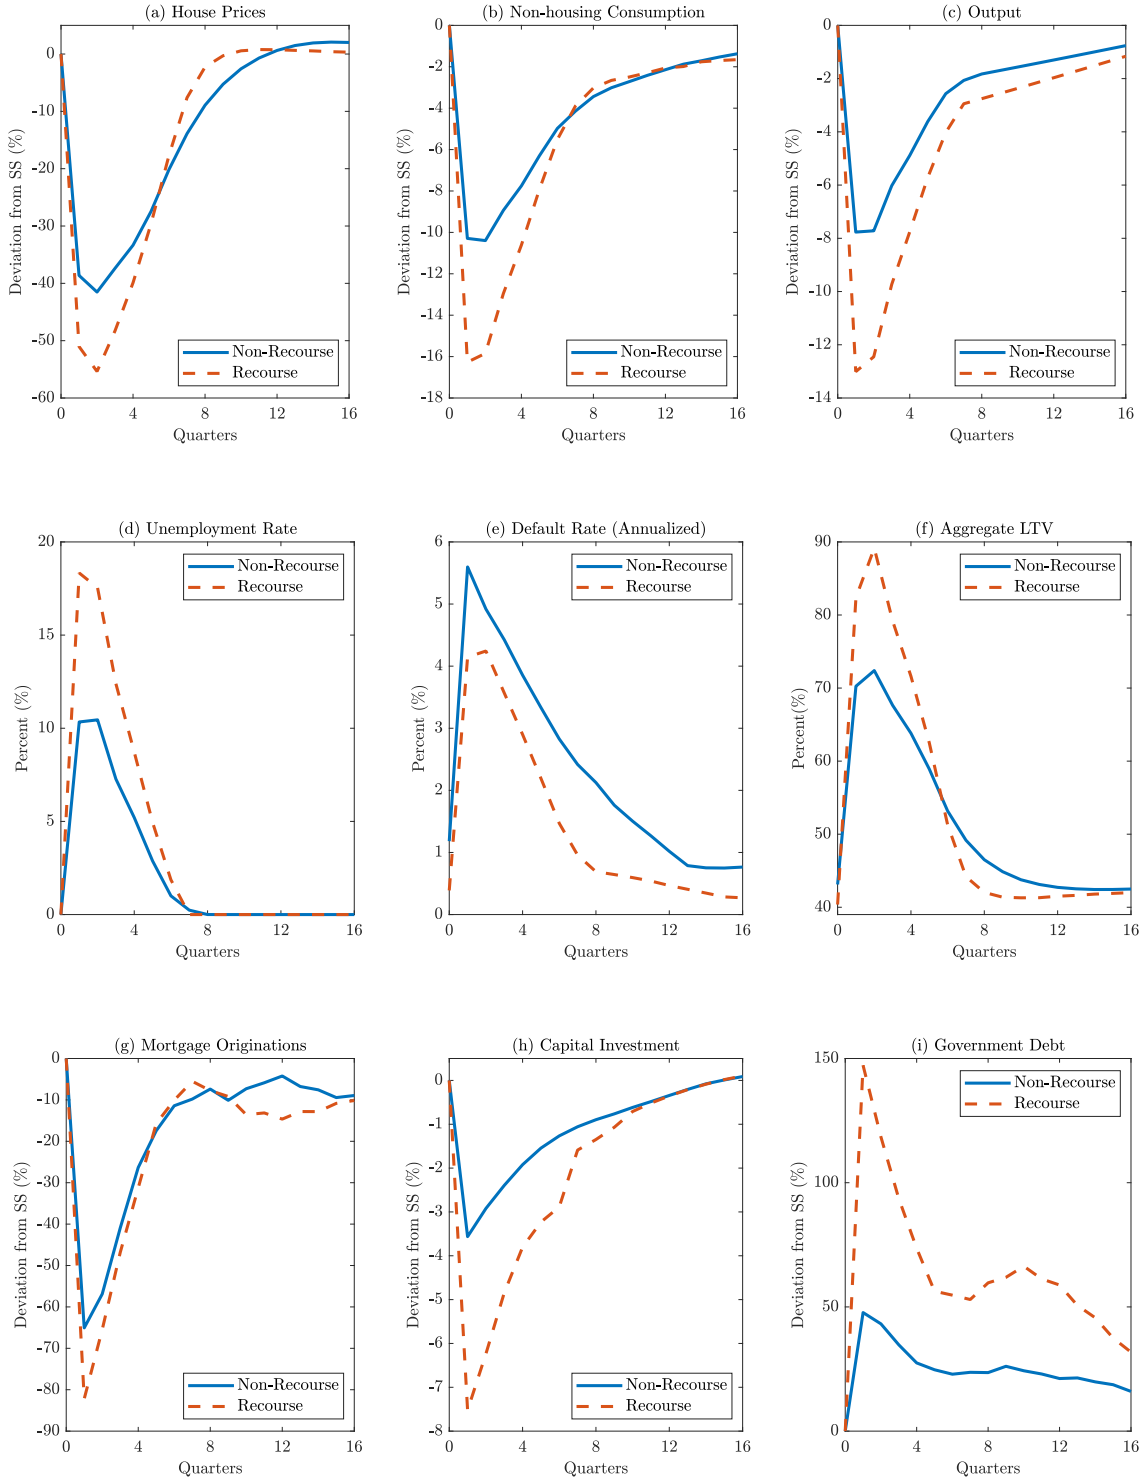 (a) House Prices
0
-10
-20
-30
-40
-50
-60
Deviation from SS (%)
Non-Recourse
Recourse
0 4 8 12 16
Quarters
(b) Non-housing Consumption
0
-2
-4
-6
-8
-10
-12
-14
-16
-18
Deviation from SS (%)
Non-Recourse
Recourse
0 4 8 12 16
Quarters
(c) Output
0
-2
-4
-6
-8
-10
-12
-14
Deviation from SS (%)
Non-Recourse
Recourse
0 4 8 12 16
Quarters
(d) Unemployment Rate
20
15
10
5
0
Percent (%)
Non-Recourse
Recourse
0 4 8 12 16
Quarters
(e) Default Rate (Annualized)
6
5
4
3
2
1
0
Percent (%)
Non-Recourse
Recourse
0 4 8 12 16
Quarters
(f) Aggregate LTV
90
80
70
60
50
40
Percent(%)
Non-Recourse
Recourse
0 4 8 12 16
Quarters
(g) Mortgage Originations
0
-10
-20
-30
-40
-50
-60
-70
-80
-90
Deviation from SS (%)
Non-Recourse
Recourse
0 4 8 12 16
Quarters
(h) Capital Investment
0
-1
-2
-3
-4
-5
-6
-7
-8
Deviation from SS (%)
Non-Recourse
Recourse
0 4 8 12 16
Quarters
(i) Government Debt
150
100
50
0
Deviation from SS (%)
Non-Recourse
Recourse
0 4 8 12 16
Quarters